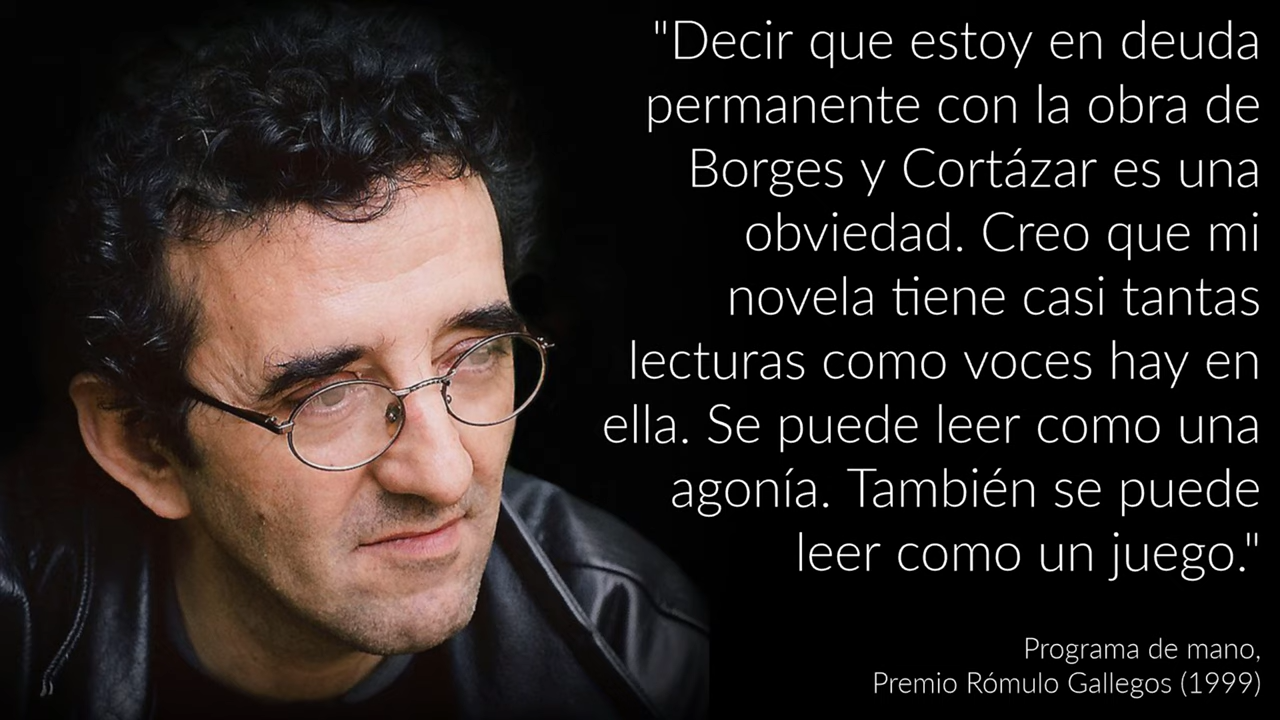 "Decir que estoy en deuda
permanente con la obra de
Borges y Cortázar es una
obviedad. Creo que mi
novela tiene casi tantas
lecturas como voces hay en
ella. Se puede leer como una
agonía. También se puede
leer como un juego."
Programa de mano,
Premio Rómulo Gallegos (1999)